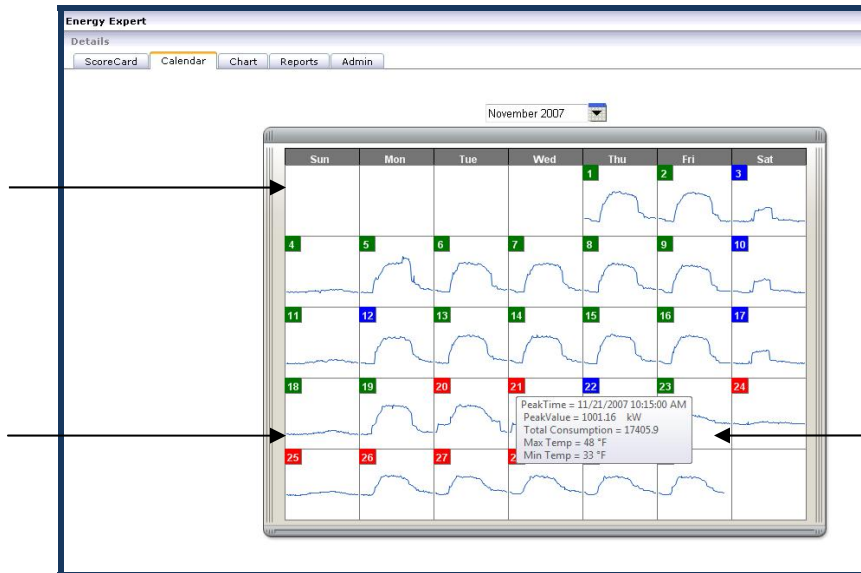 Energy Expert
Details
ScoreCard Calendar Chart Reports Admin
November 2007
Sun Mon Tue Wed Thu Fri Sat
1 2 3
4 5 6 7 8 9 10
11 12 13 14 15 16 17
18 19 20 21 22 23 24
PeakTime = 11/21/2007 10:15:00 AM
PeakValue = 1001.16 kW
Total Consumption = 17405.9
Max Temp = 48 °F
Min Temp = 33 °F
25 26 27